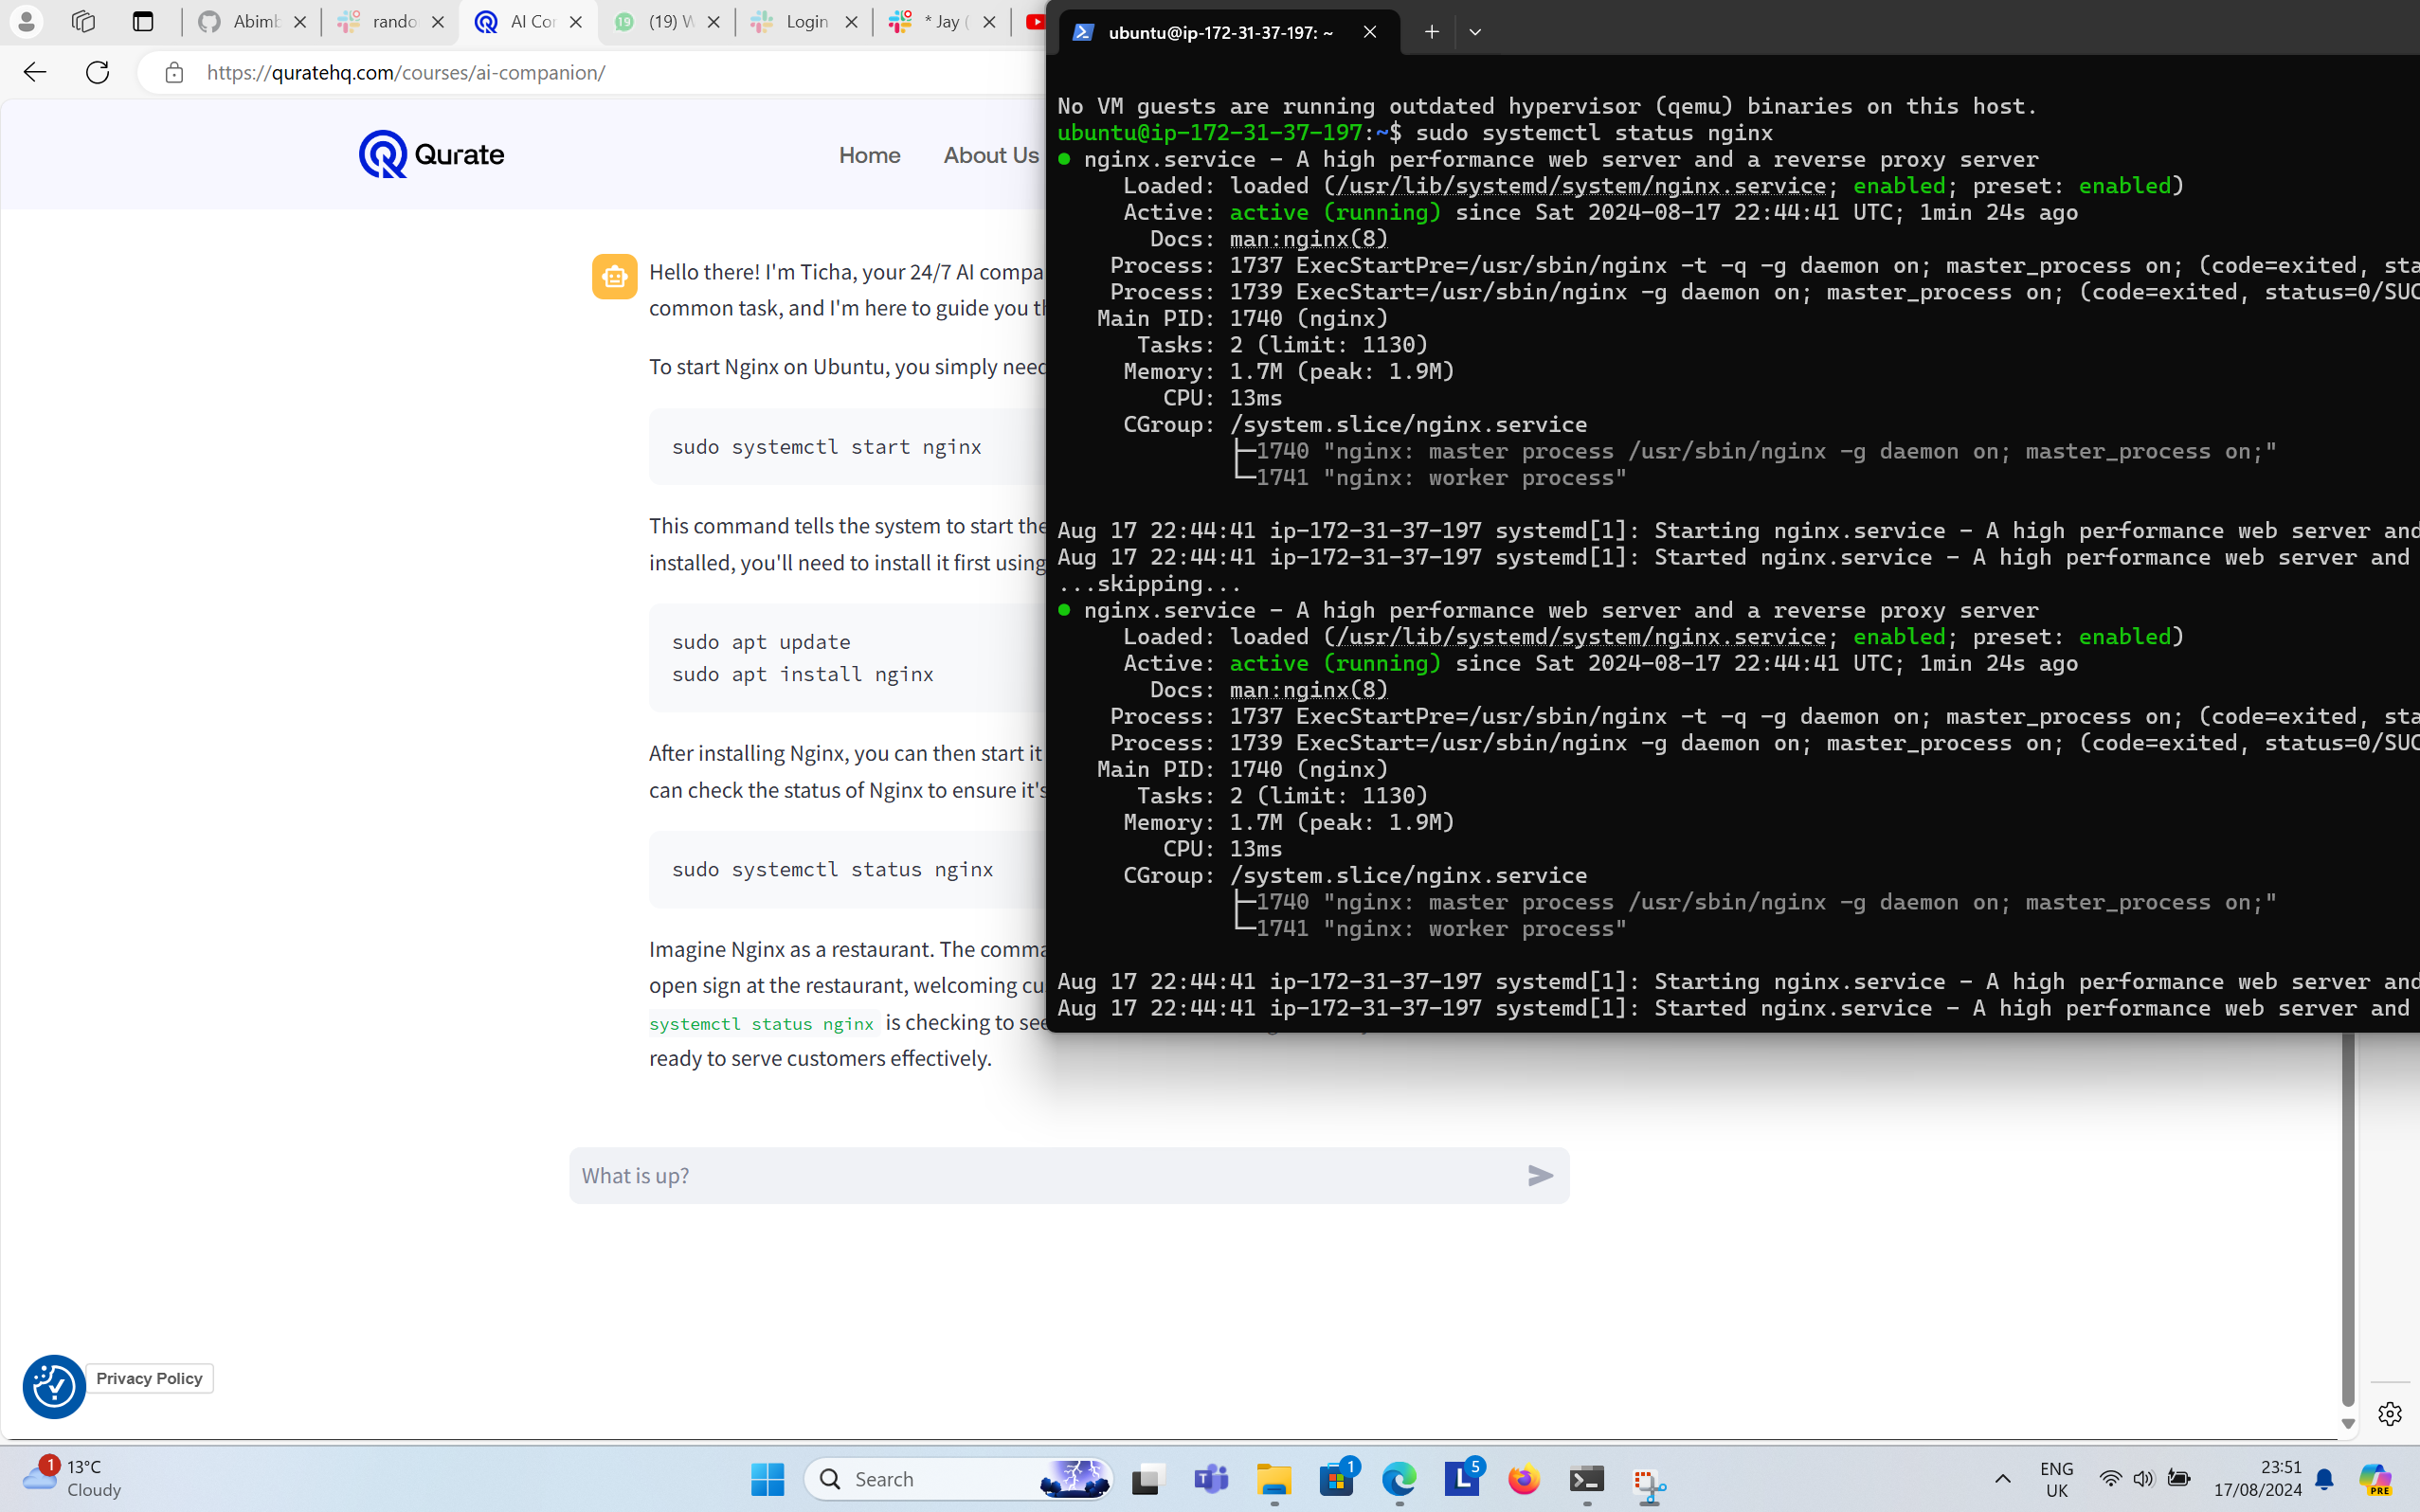 Abimb
rando
AI Cor
(19) W
Login
* Jay (
https://quratehq.com/courses/ai-companion/
Qurate
Home
About Us
Hello there! I'm Ticha, your 24/7 AI compa
common task, and I'm here to guide you th
To start Nginx on Ubuntu, you simply need
sudo systemctl start nginx
This command tells the system to start the
installed, you'll need to install it first using
sudo apt update
sudo apt install nginx
After installing Nginx, you can then start it
can check the status of Nginx to ensure it's
sudo systemctl status nginx
Imagine Nginx as a restaurant. The comma
open sign at the restaurant, welcoming cu
systemctl status nginx is checking to see
ready to serve customers effectively.
What is up?
Privacy Policy
ubuntu@ip-172-31-37-197: ~
No VM guests are running outdated hypervisor (qemu) binaries on this host.
ubuntu@ip-172-31-37-197:~$ sudo systemctl status nginx
● nginx.service - A high performance web server and a reverse proxy server
Loaded: loaded (/usr/lib/systemd/system/nginx.service; enabled; preset: enabled)
Active: active (running) since Sat 2024-08-17 22:44:41 UTC; 1min 24s ago
Docs: man:nginx(8)
Process: 1737 ExecStartPre=/usr/sbin/nginx -t -q -g daemon on; master_process on; (code=exited, sta
Process: 1739 ExecStart=/usr/sbin/nginx -g daemon on; master_process on; (code=exited, status=0/SUC
Main PID: 1740 (nginx)
Tasks: 2 (limit: 1130)
Memory: 1.7M (peak: 1.9M)
CPU: 13ms
CGroup: /system.slice/nginx.service
├─1740 "nginx: master process /usr/sbin/nginx -g daemon on; master_process on;"
└─1741 "nginx: worker process"
Aug 17 22:44:41 ip-172-31-37-197 systemd[1]: Starting nginx.service - A high performance web server and
Aug 17 22:44:41 ip-172-31-37-197 systemd[1]: Started nginx.service - A high performance web server and
...skipping...
● nginx.service - A high performance web server and a reverse proxy server
Loaded: loaded (/usr/lib/systemd/system/nginx.service; enabled; preset: enabled)
Active: active (running) since Sat 2024-08-17 22:44:41 UTC; 1min 24s ago
Docs: man:nginx(8)
Process: 1737 ExecStartPre=/usr/sbin/nginx -t -q -g daemon on; master_process on; (code=exited, sta
Process: 1739 ExecStart=/usr/sbin/nginx -g daemon on; master_process on; (code=exited, status=0/SUC
Main PID: 1740 (nginx)
Tasks: 2 (limit: 1130)
Memory: 1.7M (peak: 1.9M)
CPU: 13ms
CGroup: /system.slice/nginx.service
├─1740 "nginx: master process /usr/sbin/nginx -g daemon on; master_process on;"
└─1741 "nginx: worker process"
Aug 17 22:44:41 ip-172-31-37-197 systemd[1]: Starting nginx.service - A high performance web server and
Aug 17 22:44:41 ip-172-31-37-197 systemd[1]: Started nginx.service - A high performance web server and
1
13°C
Cloudy
Search
1
L
5
ENG
UK
23:51
17/08/2024
PRE